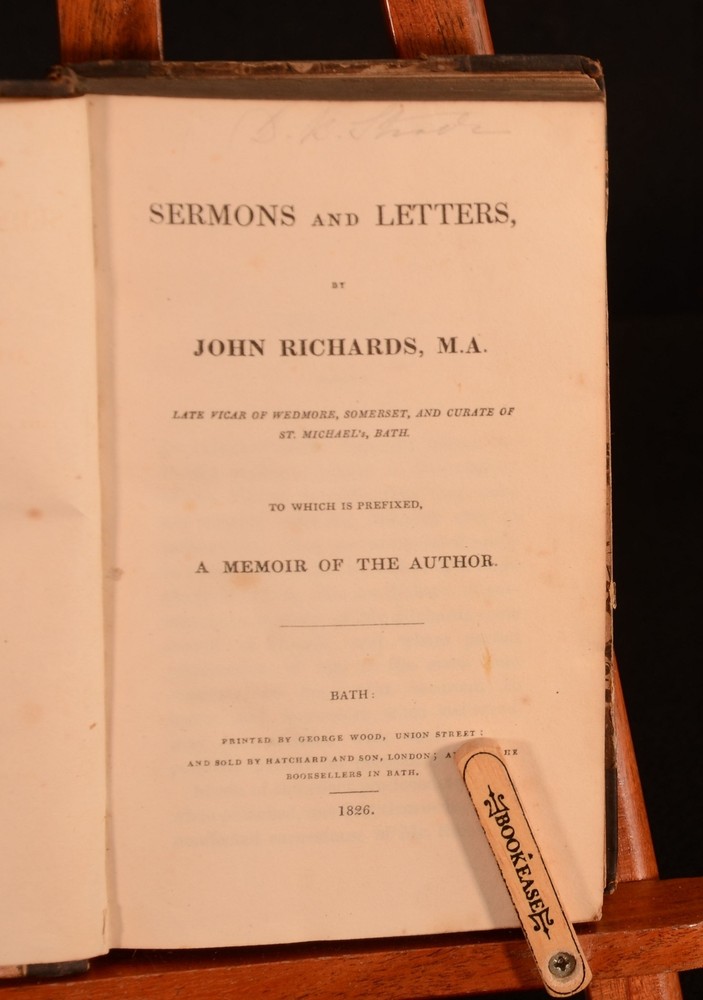 SERMONS AND LETTERS,
BY
JOHN RICHARDS, M.A.
LATE VICAR OF WEDMORE, SOMERSET, AND CURATE OF
ST. MICHAEL's, BATH.
TO WHICH IS PREFIXED,
A MEMOIR OF THE AUTHOR.
BATH:
PRINTED BY GEORGE WOOD, UNION STREET;
AND SOLD BY HATCHARD AND SON, LONDON;
BOOKSELLERS IN BATH.
1826.
BOOKEASE